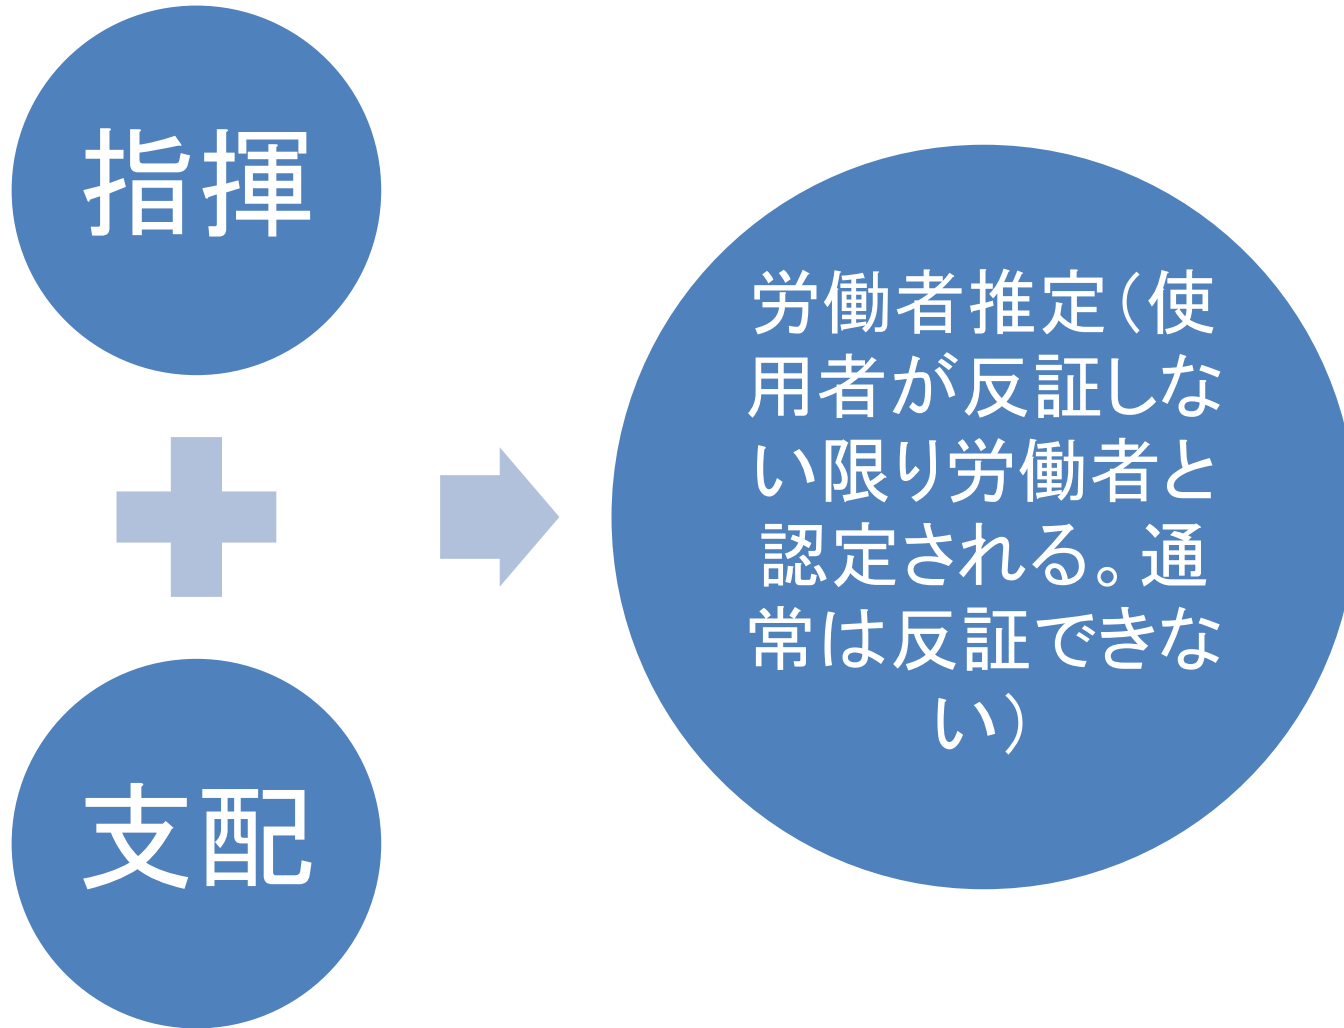 指揮
支配
労働者推定（使
用者が反証しな
い限り労働者と
認定される。通
常は反証できな
い）